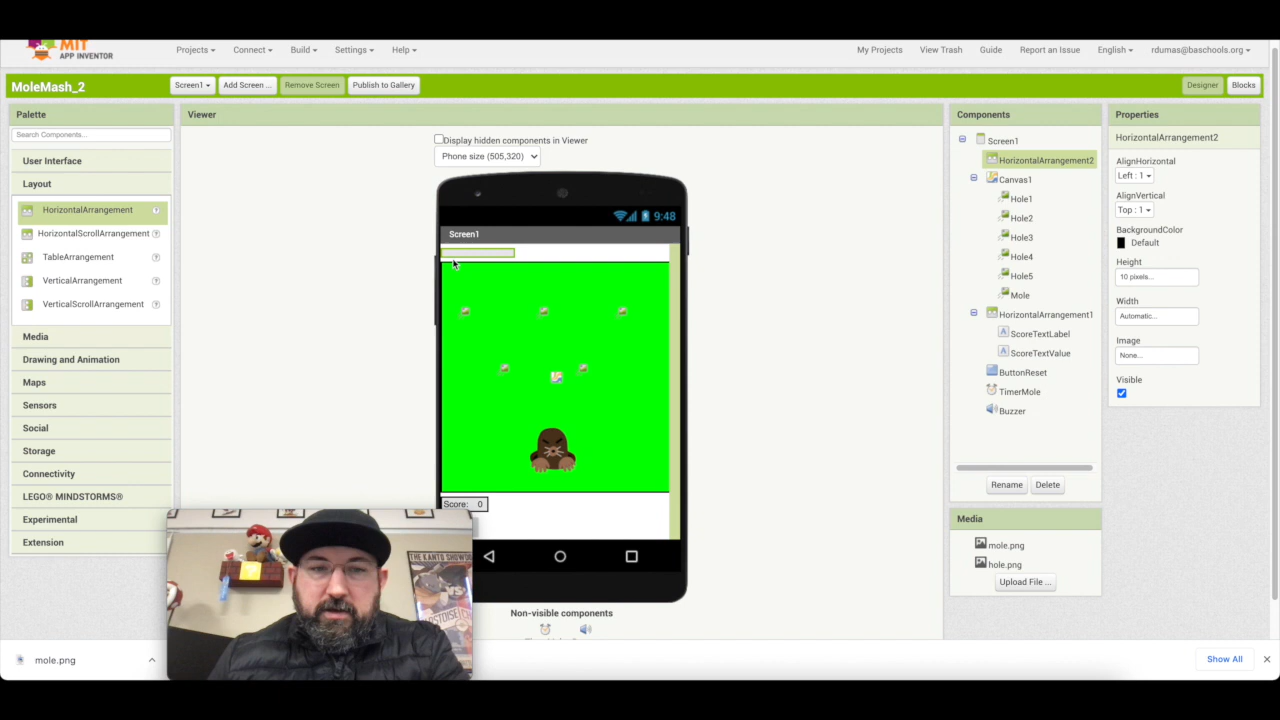 MIT
APP INVENTOR
Projects
Connect
Build
Settings
Help
My Projects
View Trash
Guide
Report an Issue
English
rdumas@baschools.org
MoleMash_2
Screen1
Add Screen ...
Remove Screen
Publish to Gallery
Designer
Blocks
Palette
Search Components...
User Interface
Layout
HorizontalArrangement
HorizontalScrollArrangement
TableArrangement
VerticalArrangement
VerticalScrollArrangement
Media
Drawing and Animation
Maps
Sensors
Social
Storage
Connectivity
LEGO® MINDSTORMS®
Experimental
Extension
Viewer
Display hidden components in Viewer
Phone size (505,320)
9:48
Screen1
Score: 0
Non-visible components
Components
Screen1
HorizontalArrangement2
Canvas1
Hole1
Hole2
Hole3
Hole4
Hole5
Mole
HorizontalArrangement1
ScoreTextLabel
ScoreTextValue
ButtonReset
TimerMole
Buzzer
Rename
Delete
Media
mole.png
hole.png
Upload File ...
Properties
HorizontalArrangement2
AlignHorizontal
Left : 1
AlignVertical
Top : 1
BackgroundColor
Default
Height
10 pixels...
Width
Automatic...
Image
None...
Visible
THE KANTO SHOWDOWN
mole.png
Show All